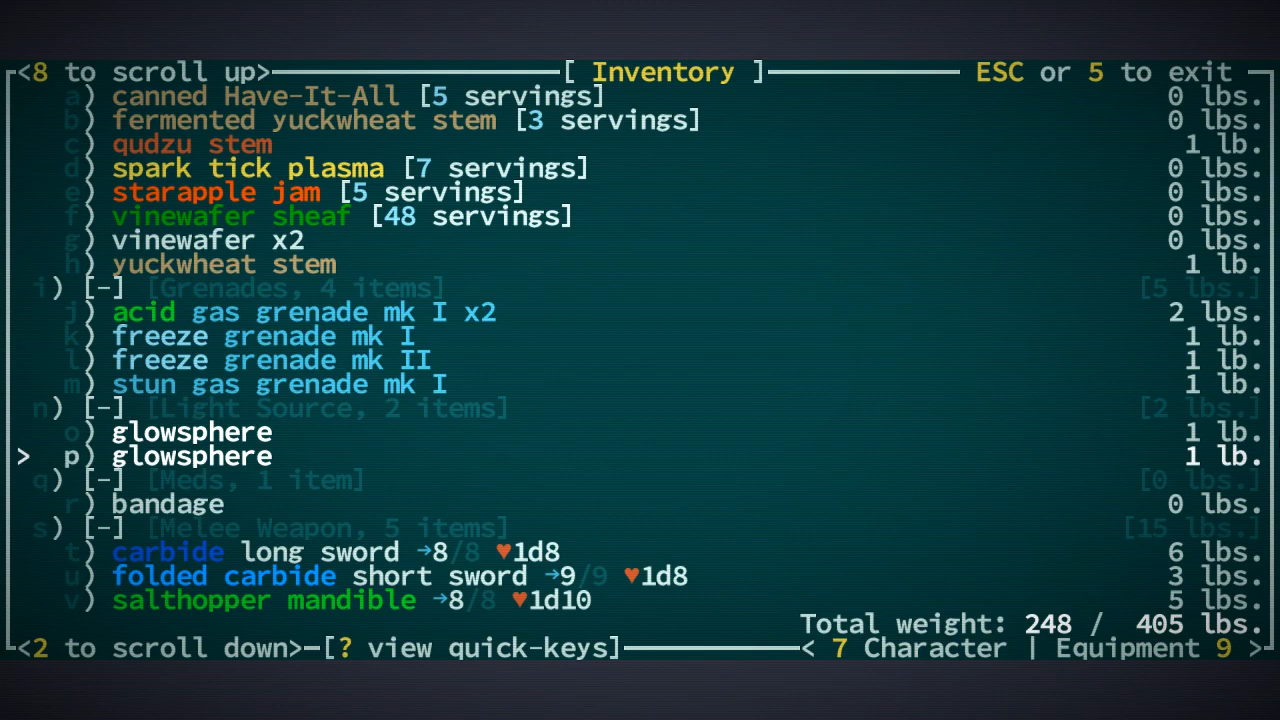 <8 to scroll up> [ Inventory ] ESC or 5 to exit
a) canned Have-It-All [5 servings] 0 lbs.
b) fermented yuckwheat stem [3 servings] 0 lbs.
c) qudzu stem 1 lb.
d) spark tick plasma [7 servings] 0 lbs.
e) starapple jam [5 servings] 0 lbs.
f) vinewafer sheaf [48 servings] 0 lbs.
g) vinewafer x2 0 lbs.
h) yuckwheat stem 1 lb.
i) [-] [Grenades, 4 items] [5 lbs.]
j) acid gas grenade mk I x2 2 lbs.
k) freeze grenade mk I 1 lb.
l) freeze grenade mk II 1 lb.
m) stun gas grenade mk I 1 lb.
n) [-] [Light Source, 2 items] [2 lbs.]
o) glowsphere 1 lb.
> p) glowsphere 1 lb.
q) [-] [Meds, 1 item] [0 lbs.]
r) bandage 0 lbs.
s) [-] [Melee Weapon, 5 items] [15 lbs.]
t) carbide long sword →8/8 ♥1d8 6 lbs.
u) folded carbide short sword →9/9 ♥1d8 3 lbs.
v) salthopper mandible →8/8 ♥1d10 5 lbs.
Total weight: 248 / 405 lbs.
<2 to scroll down> [? view quick-keys] < 7 Character | Equipment 9 >